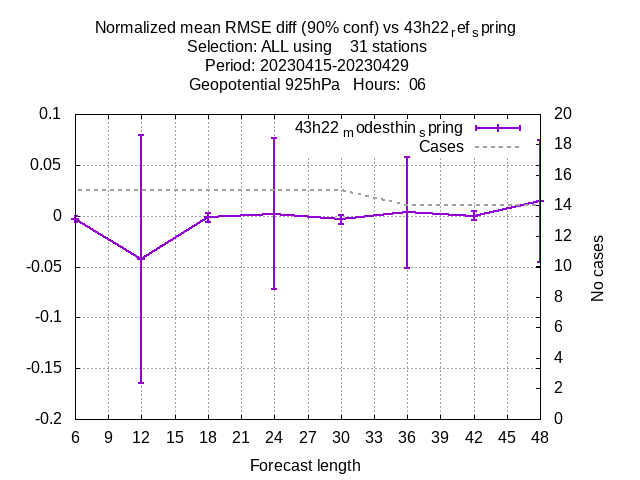 Normalized mean RMSE diff (90% conf) vs 43h22refspring
Selection: ALL using 31 stations
Period: 20230415-20230429
Geopotential 925hPa Hours: 06
43h22modesthinspring
Cases
0.1
0.05
0
-0.05
-0.1
-0.15
-0.2
20
18
16
14
12
10
8
6
4
2
0
No cases
6 9 12 15 18 21 24 27 30 33 36 39 42 45 48
Forecast length